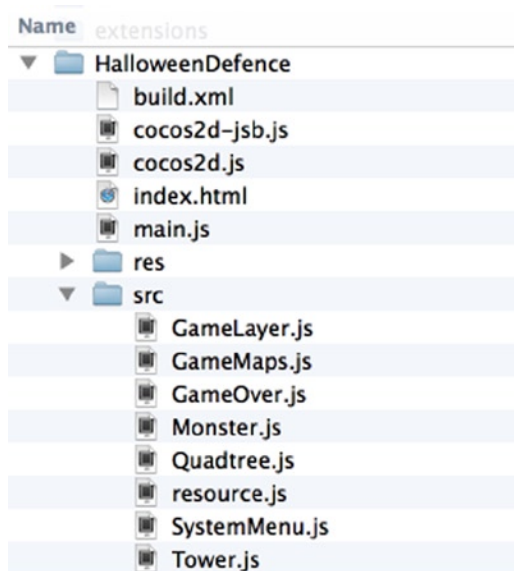 Name
extensions
HalloweenDefence
build.xml
cocos2d-jsb.js
cocos2d.js
index.html
main.js
res
src
GameLayer.js
GameMaps.js
GameOver.js
Monster.js
Quadtree.js
resource.js
SystemMenu.js
Tower.js